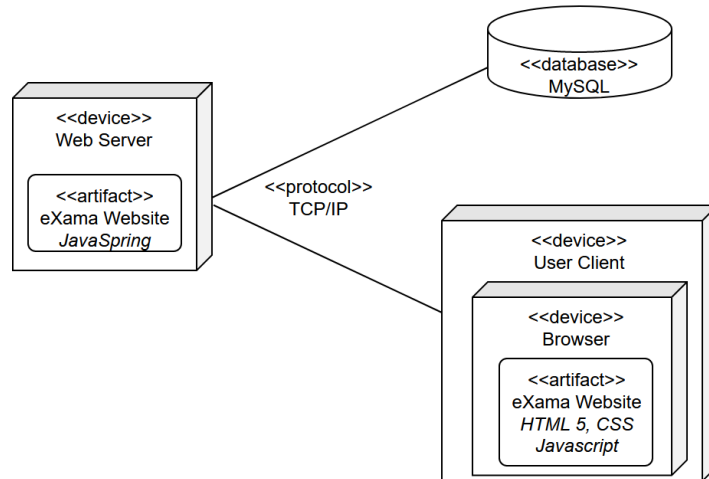 <<database>>
MySQL
<<device>>
Web Server
<<artifact>>
eXama Website
JavaSpring
<<protocol>>
TCP/IP
<<device>>
User Client
<<device>>
Browser
<<artifact>>
eXama Website
HTML 5, CSS
Javascript